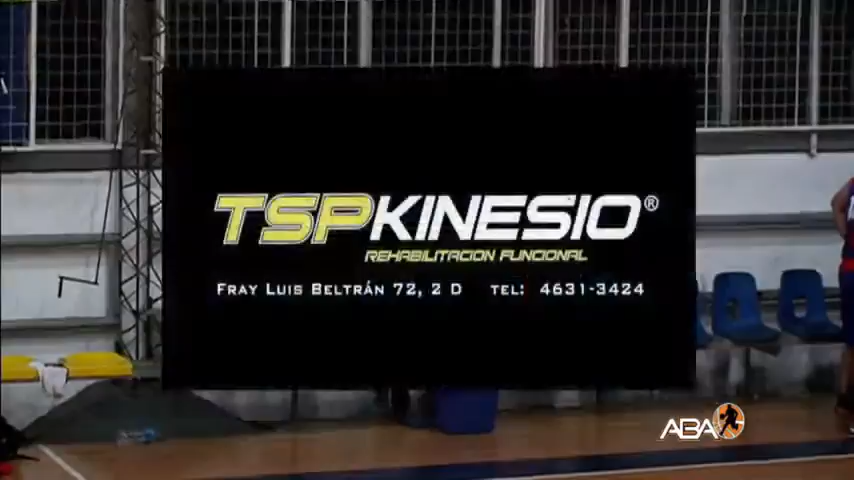 TSPKINESIO®
REHABILITACION FUNCIONAL
FRAY LUIS BELTRÁN 72, 2 D TEL: 4631-3424
ABA